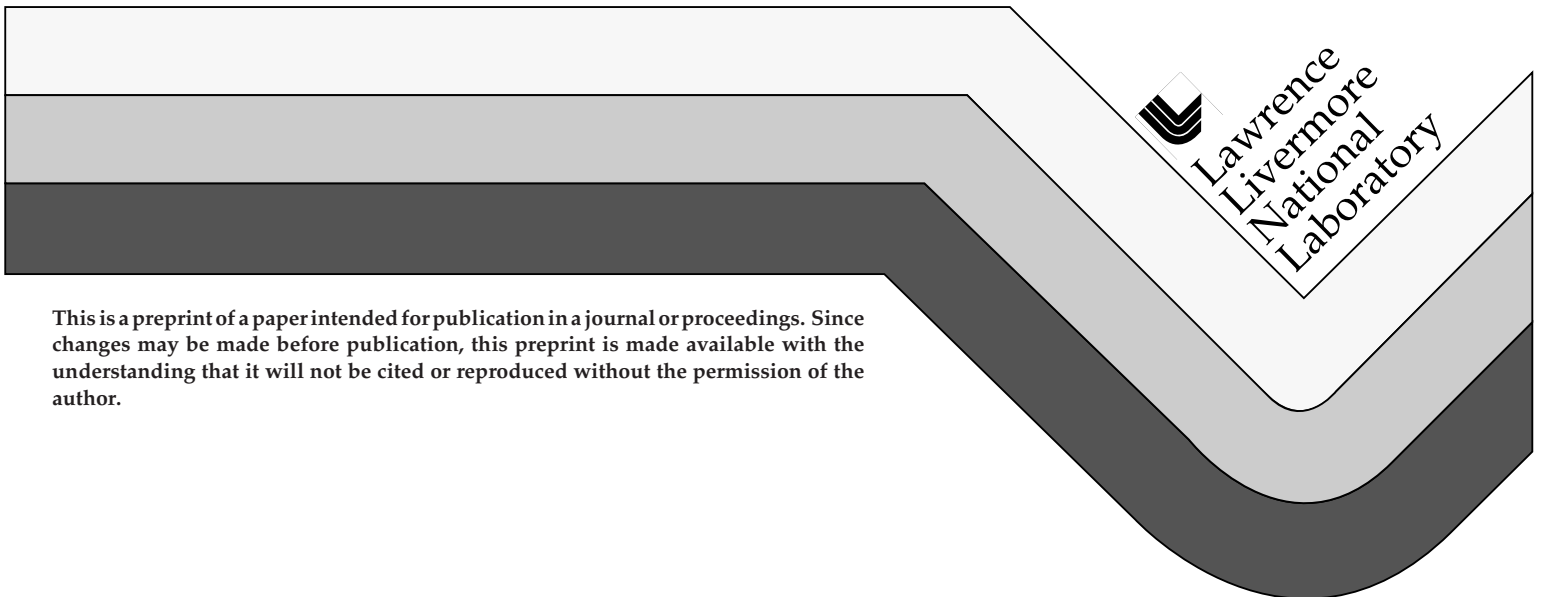 Lawrence
Livermore
National
Laboratory
This is a preprint of a paper intended for publication in a journal or proceedings. Since
changes may be made before publication, this preprint is made available with the
understanding that it will not be cited or reproduced without the permission of the
author.